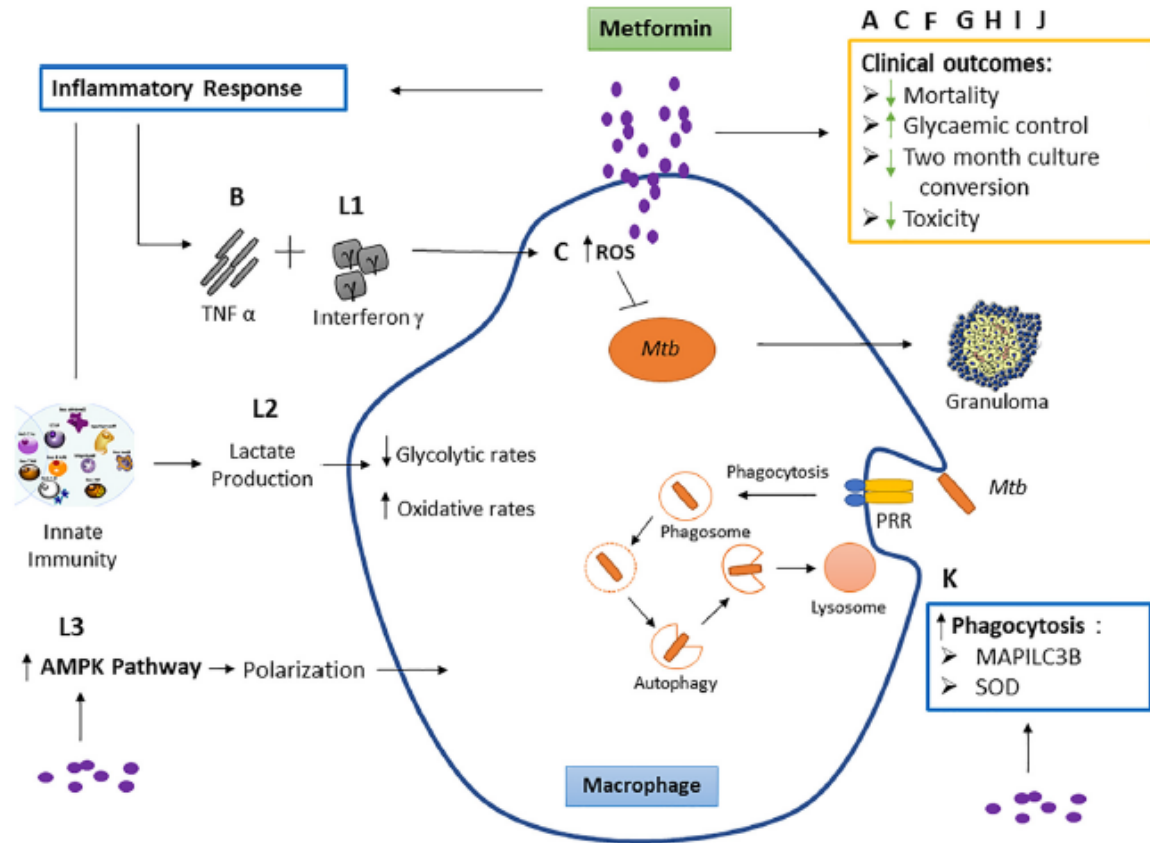 A C F G H I J
Metformin
Clinical outcomes:
Mortality
Glycaemic control
Two month culture
conversion
Toxicity
Inflammatory Response
B
L1
TNF α
+
γ γ γ
Interferon γ
C ROS
Mtb
Granuloma
L2
Lactate
Production
Glycolytic rates
Oxidative rates
Innate
Immunity
Phagocytosis
PRR
Mtb
Phagosome
Lysosome
Autophagy
L3
AMPK Pathway
Polarization
K
Phagocytosis :
MAPILC3B
SOD
Macrophage